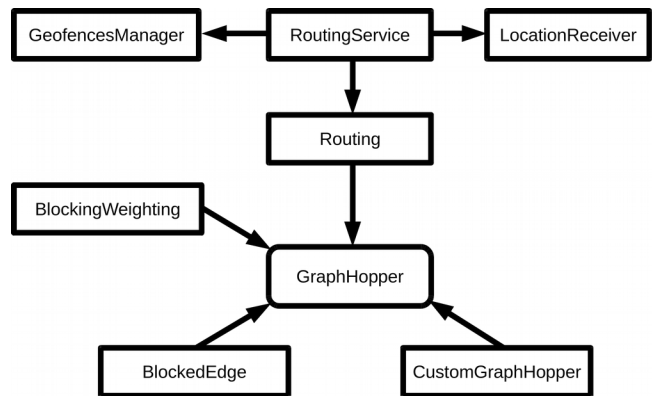 GeofencesManager
RoutingService
LocationReceiver
Routing
BlockingWeighting
GraphHopper
BlockedEdge
CustomGraphHopper